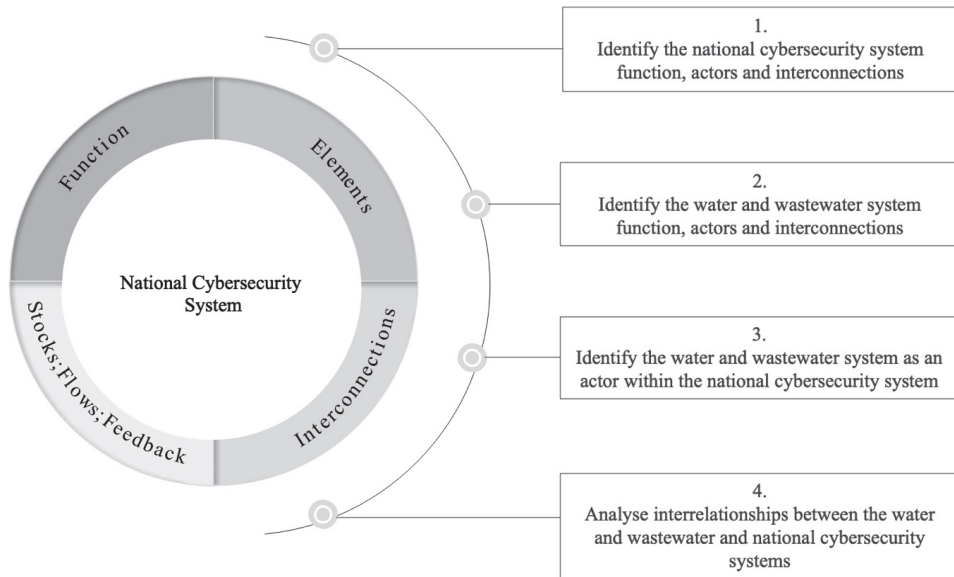 Function
Elements
Stocks;Flows;Feedback
Interconnections
National Cybersecurity
System
1.
Identify the national cybersecurity system
function, actors and interconnections
2.
Identify the water and wastewater system
function, actors and interconnections
3.
Identify the water and wastewater system as an
actor within the national cybersecurity system
4.
Analyse interrelationships between the water
and wastewater and national cybersecurity
systems